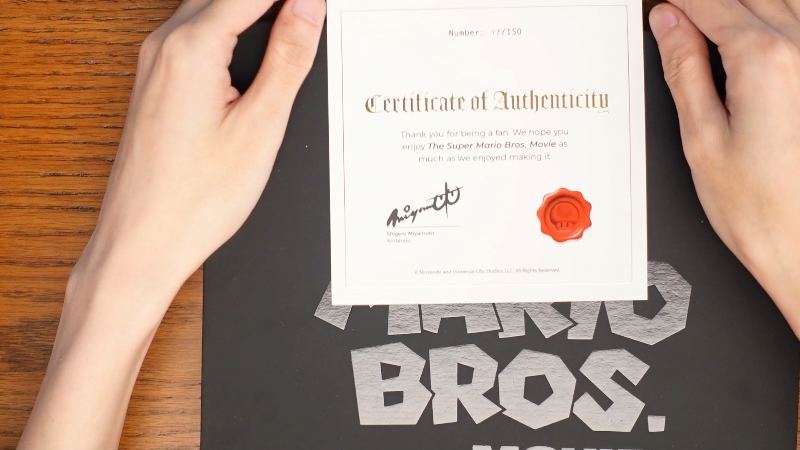 Number: /150
Certificate of Authenticity
Thank you for being a fan. We hope you
enjoy The Super Mario Bros. Movie as
much as we enjoyed making it.
Shigeru Miyamoto
Nintendo
© Nintendo and Universal City Studios LLC. All Rights Reserved.
MARIO
BROS.
MOVIE